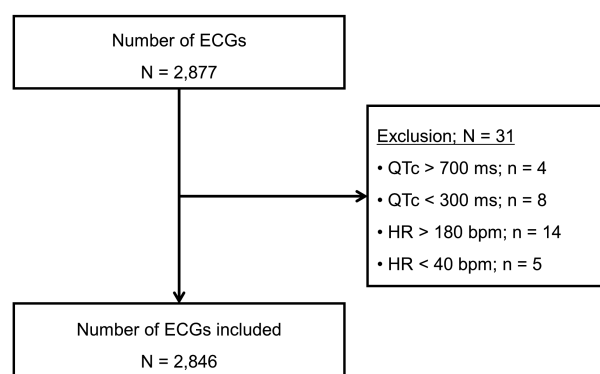 Number of ECGs
N = 2,877
Exclusion; N = 31
• QTc > 700 ms; n = 4
• QTc < 300 ms; n = 8
• HR > 180 bpm; n = 14
• HR < 40 bpm; n = 5
Number of ECGs included
N = 2,846